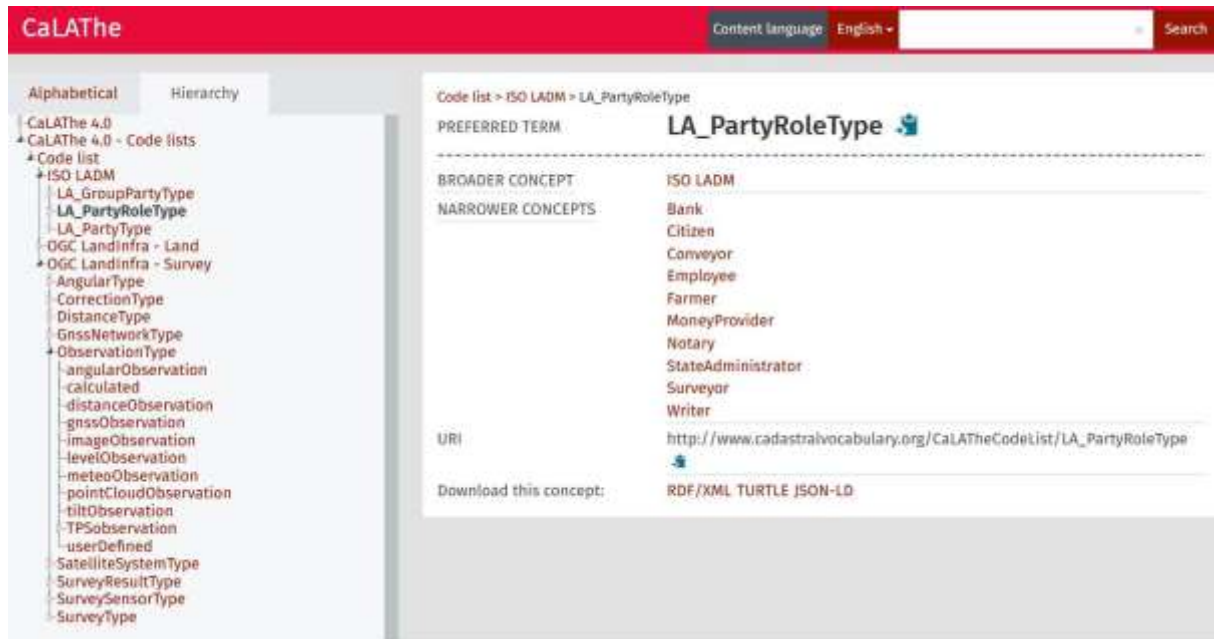 CaLAThe
Content language English Search
Alphabetical Hierarchy
CaLAThe 4.0
CaLAThe 4.0 - Code lists
Code list
ISO LADM
LA_GroupPartyType
LA_PartyRoleType
LA_PartyType
OGC LandInfra - Land
OGC LandInfra - Survey
AngularType
CorrectionType
DistanceType
GnssNetworkType
ObservationType
angularObservation
calculated
distanceObservation
gnssObservation
imageObservation
levelObservation
meteoObservation
pointCloudObservation
tiltObservation
TPSobservation
userDefined
SatelliteSystemType
SurveyResultType
SurveySensorType
SurveyType
Code list > ISO LADM > LA_PartyRoleType
PREFERRED TERM LA_PartyRoleType
BROADER CONCEPT ISO LADM
NARROWER CONCEPTS Bank
Citizen
Conveyor
Employee
Farmer
MoneyProvider
Notary
StateAdministrator
Surveyor
Writer
URI http://www.cadastralvocabulary.org/CaLATheCodeList/LA_PartyRoleType
Download this concept: RDF/XML TURTLE JSON-LD